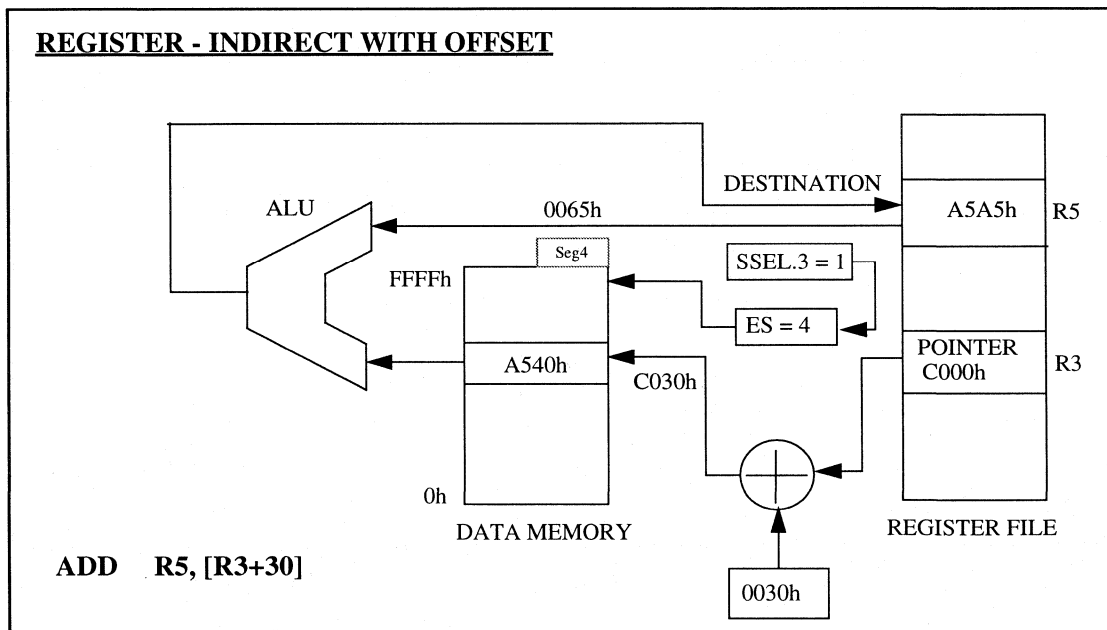 REGISTER - INDIRECT WITH OFFSET
DESTINATION
ALU
0065h
A5A5h
R5
Seg4
SSEL.3 = 1
FFFFh
ES = 4
POINTER
C000h
R3
A540h
C030h
0h
DATA MEMORY
REGISTER FILE
ADD R5, [R3+30]
0030h